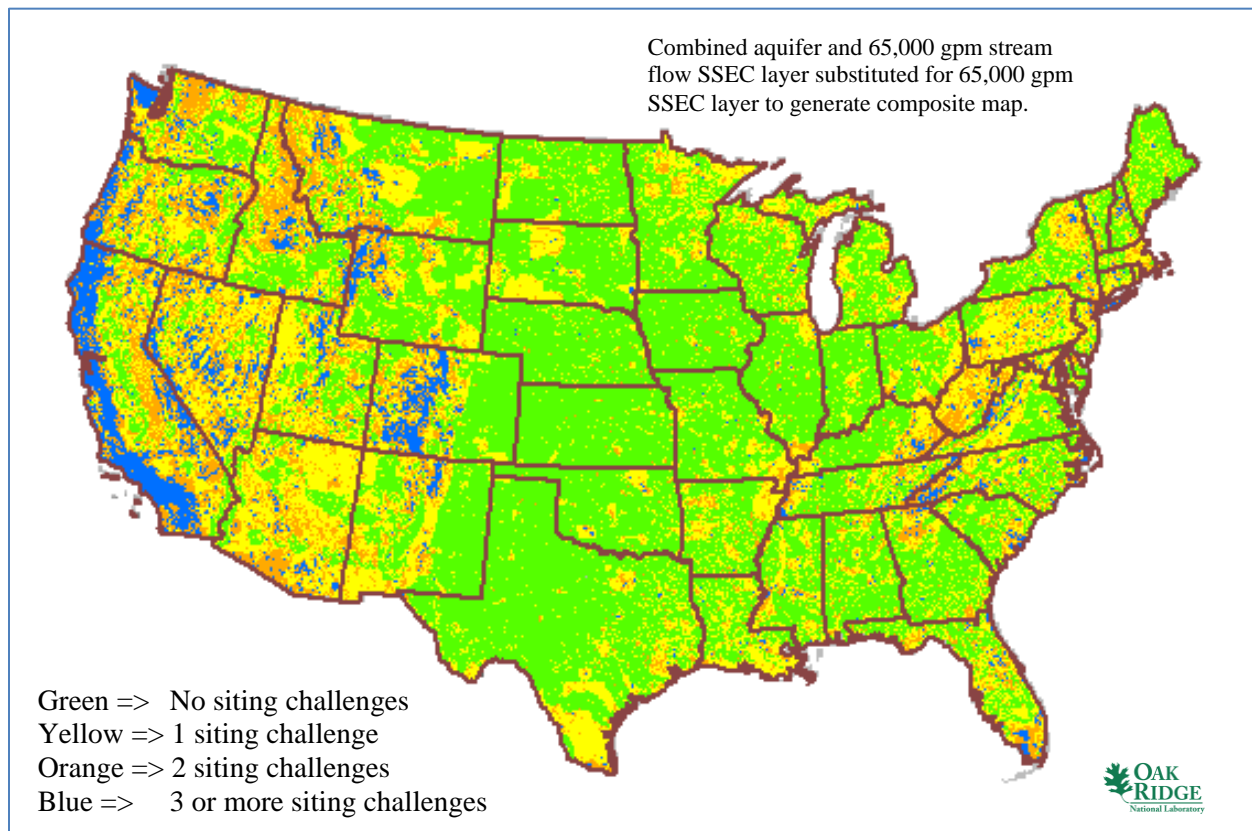 Combined aquifer and 65,000 gpm stream
flow SSEC layer substituted for 65,000 gpm
SSEC layer to generate composite map.
Green => No siting challenges
Yellow => 1 siting challenge
Orange => 2 siting challenges
Blue => 3 or more siting challenges
OAK
RIDGE
National Laboratory